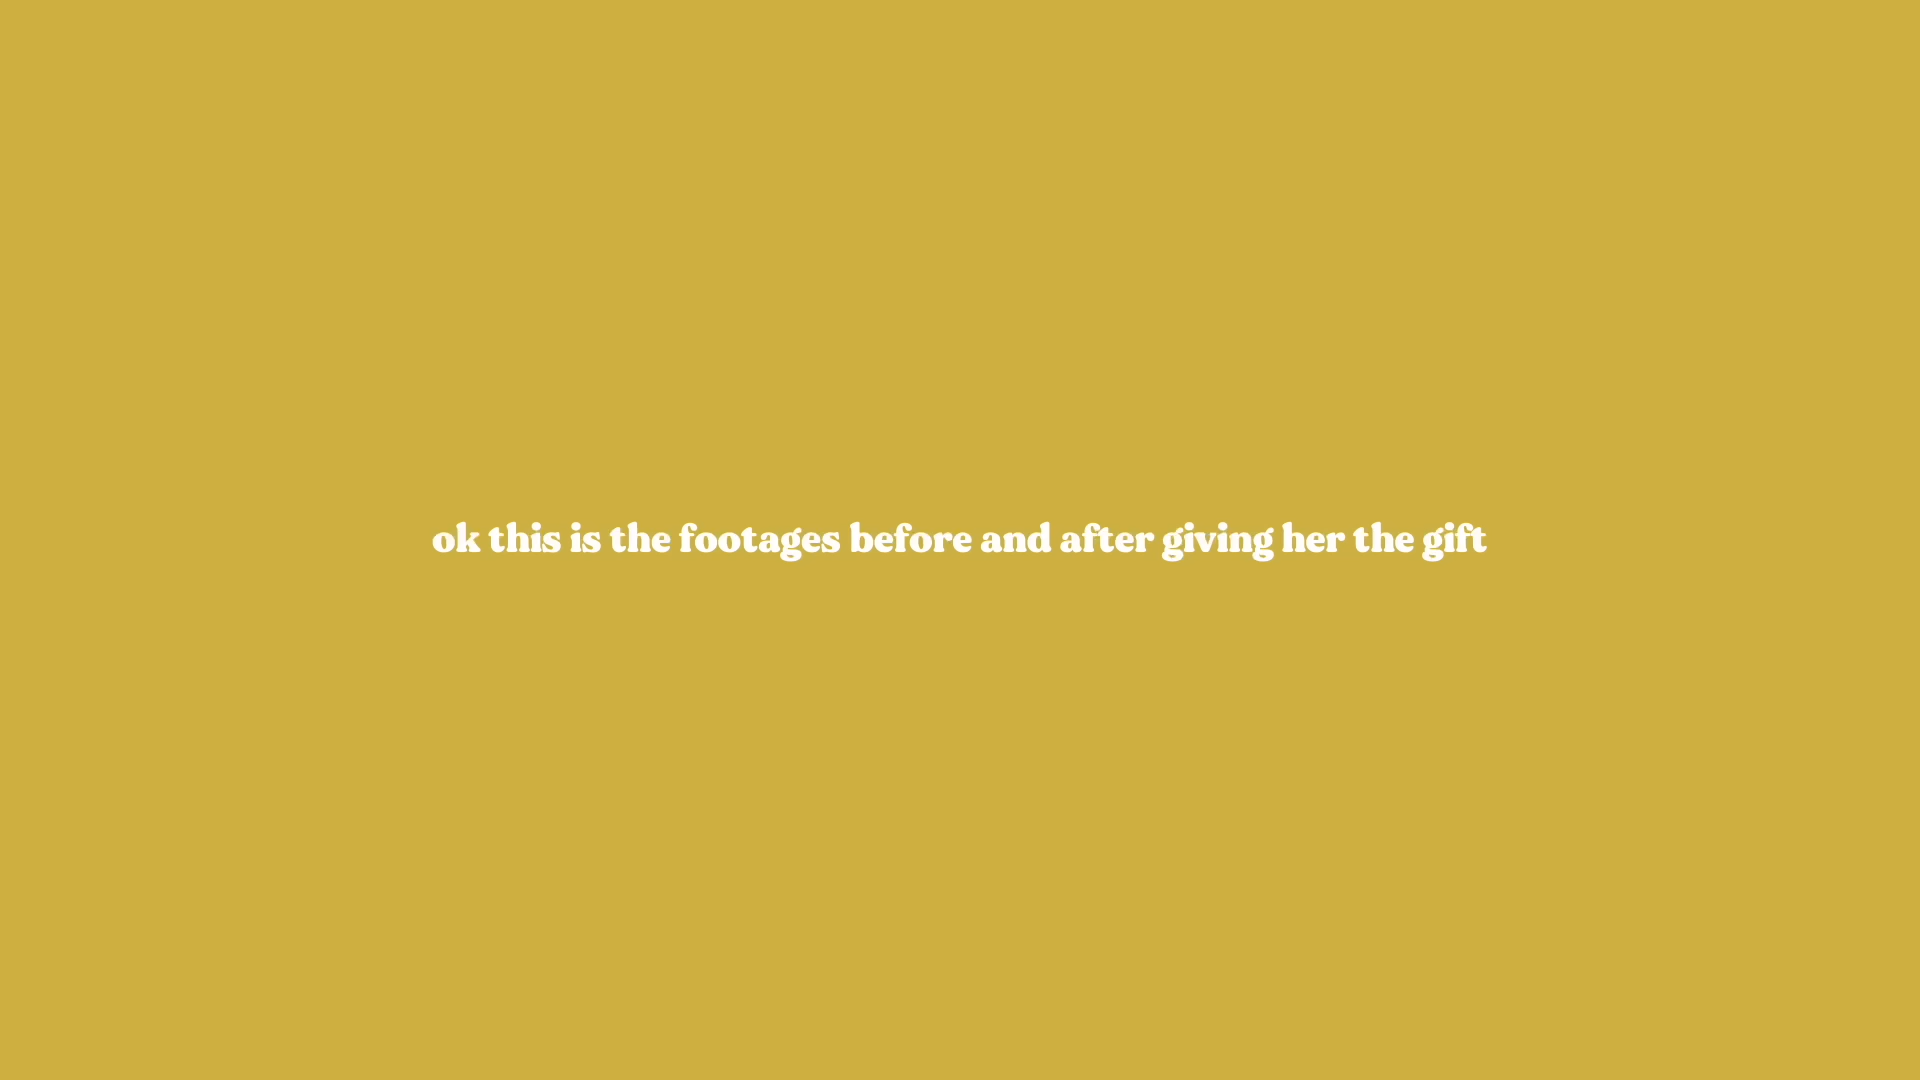 ok this is the footages before and after giving her the gift